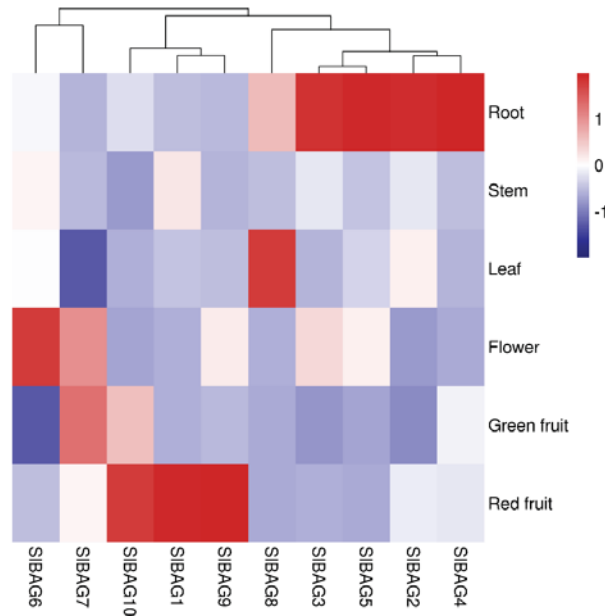 Root
Stem
Leaf
Flower
Green fruit
Red fruit
1
0
-1
SlBAG6
SlBAG7
SlBAG10
SlBAG1
SlBAG9
SlBAG8
SlBAG3
SlBAG5
SlBAG2
SlBAG4